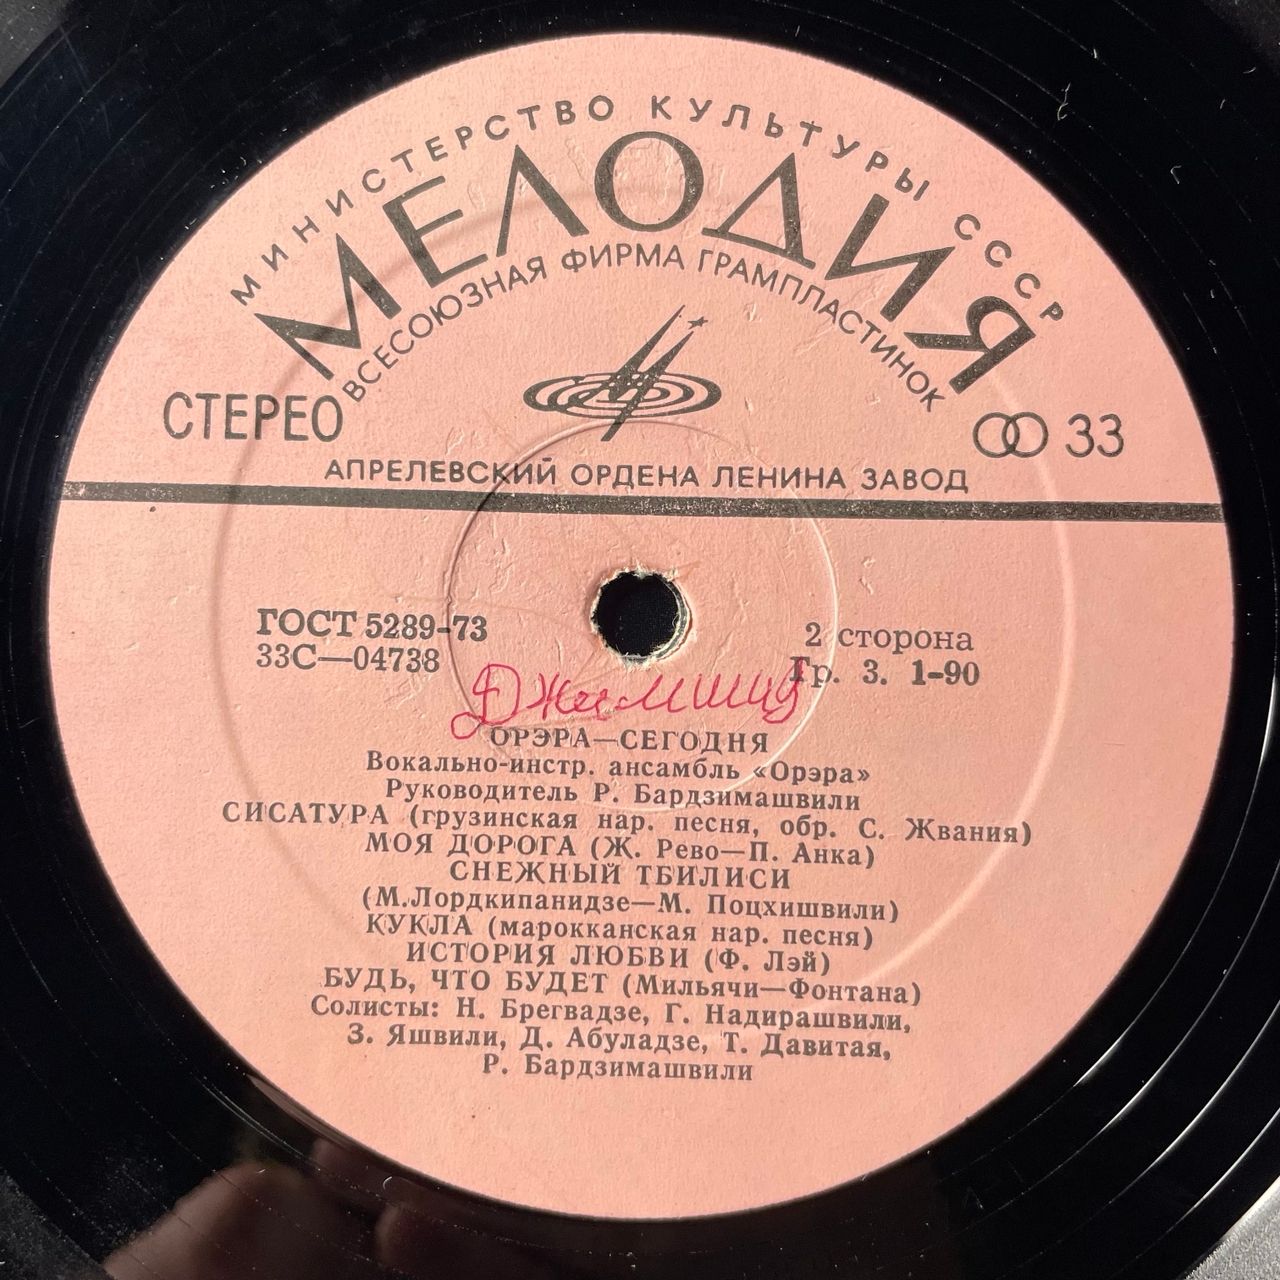 МИНИСТЕРСТВО КУЛЬТУРЫ СССР
МЕЛОДИЯ
ВСЕСОЮЗНАЯ ФИРМА ГРАМПЛАСТИНОК
СТЕРЕО
33
АПРЕЛЕВСКИЙ ОРДЕНА ЛЕНИНА ЗАВОД
ГОСТ 5289-73
2 сторона
33С—04738
Гр. 3. 1-90
ОРЭРА—СЕГОДНЯ
Вокально-инстр. ансамбль «Орэра»
Руководитель Р. Бардзимашвили
СИСАТУРА (грузинская нар. песня, обр. С. Жвания)
МОЯ ДОРОГА (Ж. Рево—П. Анка)
СНЕЖНЫЙ ТБИЛИСИ
(М.Лордкипанидзе—М. Поцхишвили)
КУКЛА (марокканская нар. песня)
ИСТОРИЯ ЛЮБВИ (Ф. Лэй)
БУДЬ, ЧТО БУДЕТ (Мильячи—Фонтана)
Солисты: Н. Брегвадзе, Г. Надирашвили,
З. Яшвили, Д. Абуладзе, Т. Давитая,
Р. Бардзимашвили